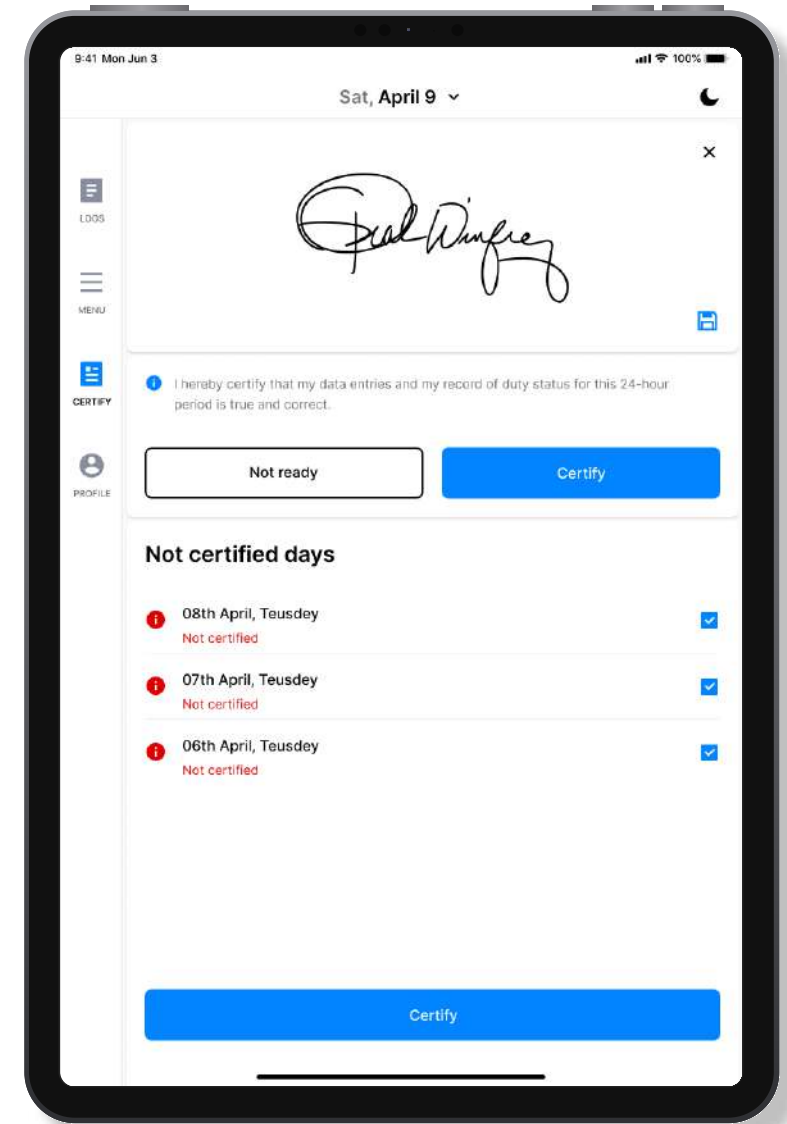 9:41 Mon Jun 3
100%
Sat, April 9
LOGS
MENU
CERTIFY
PROFILE
Winfrey
I hereby certify that my data entries and my record of duty status for this 24-hour
period is true and correct.
Not ready
Certify
Not certified days
08th April, Teusdey
Not certified
07th April, Teusdey
Not certified
06th April, Teusdey
Not certified
Certify